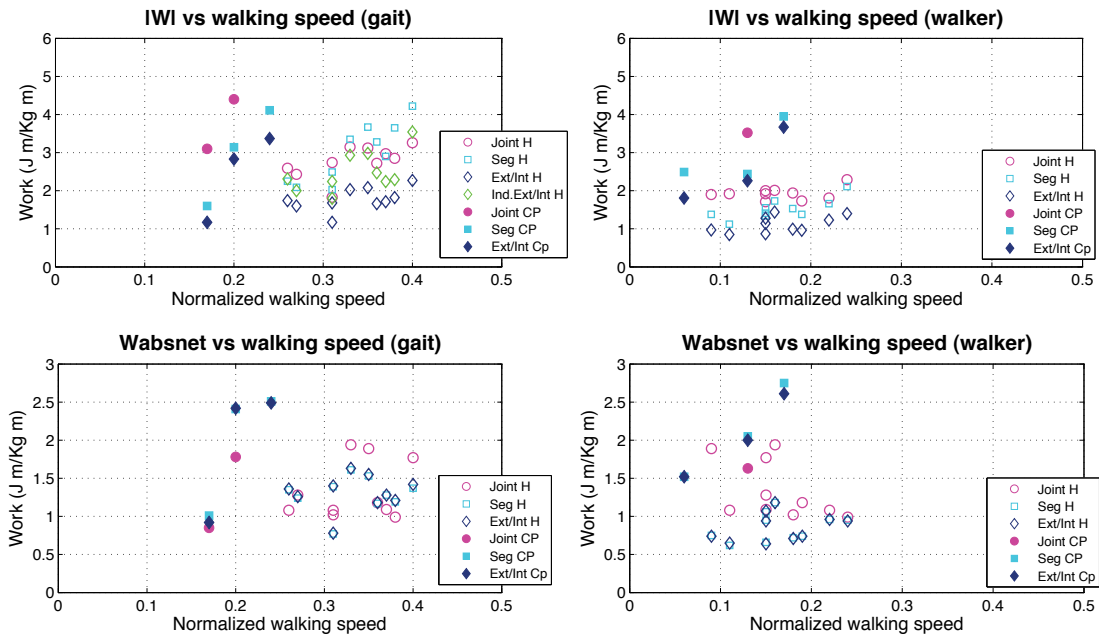 |W| vs walking speed (gait)
Work (J m/Kg m)
6
5
4
3
2
1
0
0 0.1 0.2 0.3 0.4 0.5
Normalized walking speed
Joint H
Seg H
Ext/Int H
Ind.Ext/Int H
Joint CP
Seg CP
Ext/Int Cp
|W| vs walking speed (walker)
Work (J m/Kg m)
6
5
4
3
2
1
0
0 0.1 0.2 0.3 0.4 0.5
Normalized walking speed
Joint H
Seg H
Ext/Int H
Joint CP
Seg CP
Ext/Int Cp
Wabsnet vs walking speed (gait)
Work (J m/Kg m)
3
2.5
2
1.5
1
0.5
0
0 0.1 0.2 0.3 0.4 0.5
Normalized walking speed
Joint H
Seg H
Ext/Int H
Joint CP
Seg CP
Ext/Int Cp
Wabsnet vs walking speed (walker)
Work (J m/Kg m)
3
2.5
2
1.5
1
0.5
0
0 0.1 0.2 0.3 0.4 0.5
Normalized walking speed
Joint H
Seg H
Ext/Int H
Joint CP
Seg CP
Ext/Int Cp